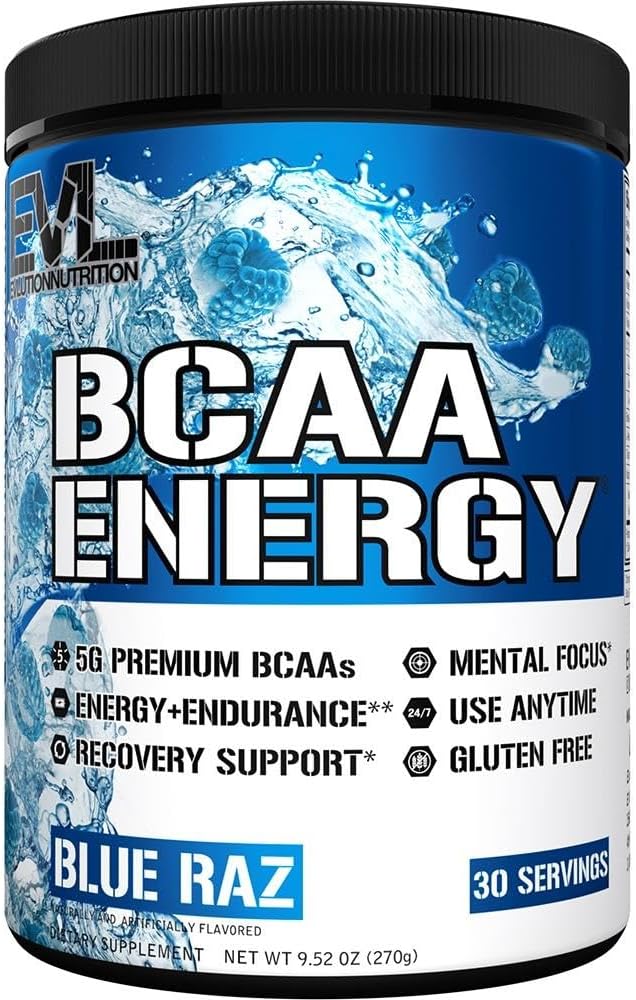 EVL
EVLUTIONNUTRITION
BCAA
ENERGY®
5 5G PREMIUM BCAAs
ENERGY+ENDURANCE**
RECOVERY SUPPORT*
MENTAL FOCUS*
24/7 USE ANYTIME
GLUTEN FREE
BLUE RAZ
30 SERVINGS
NATURALLY AND ARTIFICIALLY FLAVORED
DIETARY SUPPLEMENT NET WT 9.52 OZ (270g)